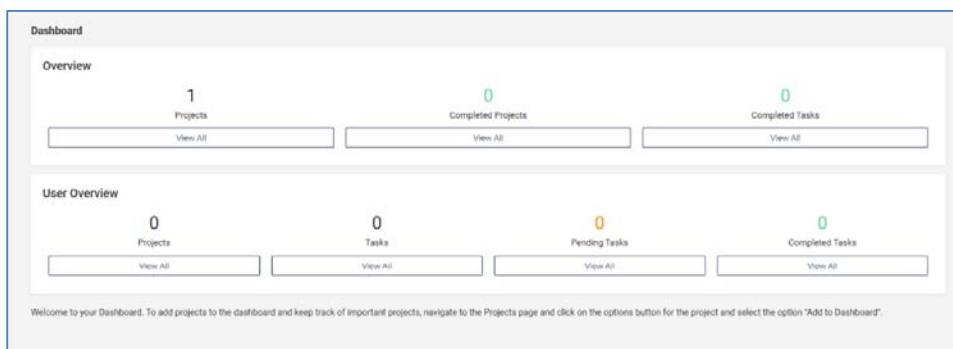 Dashboard
Overview
1 0 0
Projects Completed Projects Completed Tasks
View All View All View All
User Overview
0 0 0 0
Projects Tasks Pending Tasks Completed Tasks
View All View All View All View All
Welcome to your Dashboard. To add projects to the dashboard and keep track of important projects, navigate to the Projects page and click on the options button for the project and select the option "Add to Dashboard".